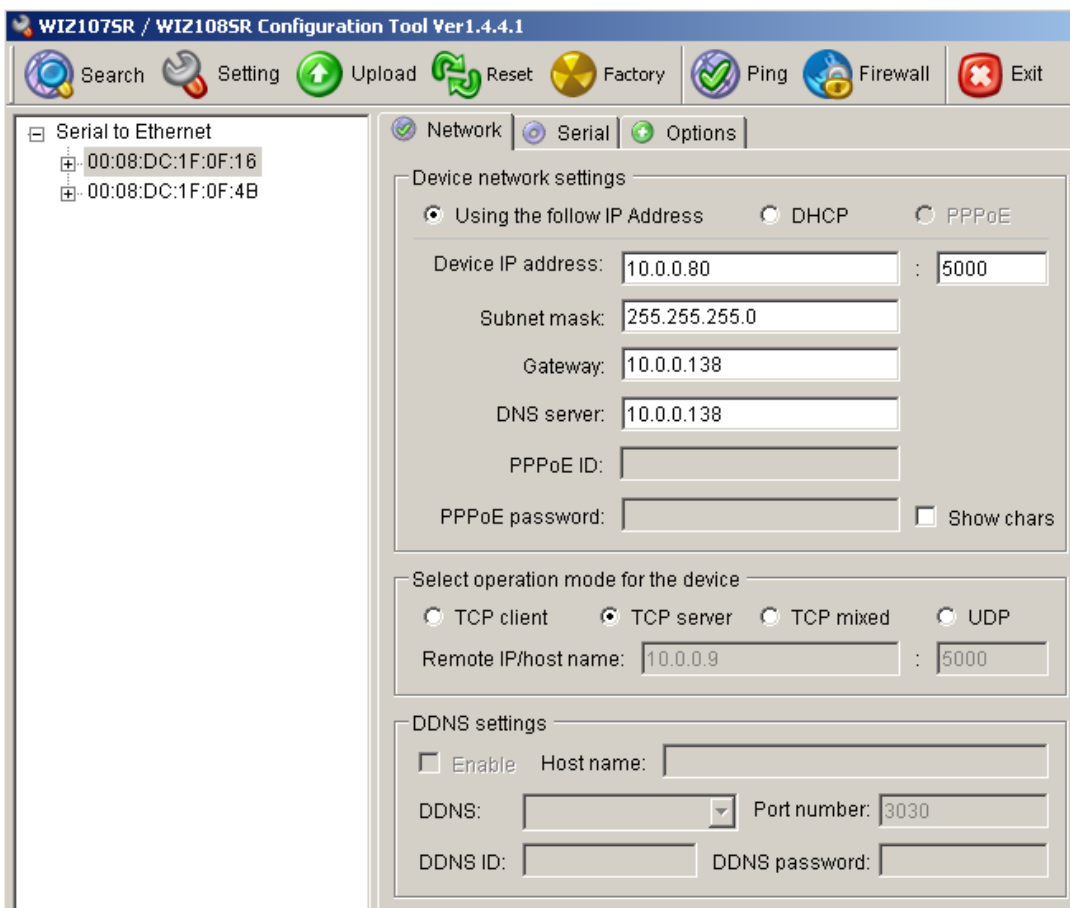 WIZ107SR / WIZ108SR Configuration Tool Ver1.4.4.1
Search Setting Upload Reset Factory Ping Firewall Exit
Serial to Ethernet
00:08:DC:1F:0F:16
00:08:DC:1F:0F:4B
Network Serial Options
Device network settings
Using the follow IP Address DHCP PPPoE
Device IP address: 10.0.0.80 : 5000
Subnet mask: 255.255.255.0
Gateway: 10.0.0.138
DNS server: 10.0.0.138
PPPoE ID:
PPPoE password: Show chars
Select operation mode for the device
TCP client TCP server TCP mixed UDP
Remote IP/host name: 10.0.0.9 : 5000
DDNS settings
Enable Host name:
DDNS: Port number: 3030
DDNS ID: DDNS password: